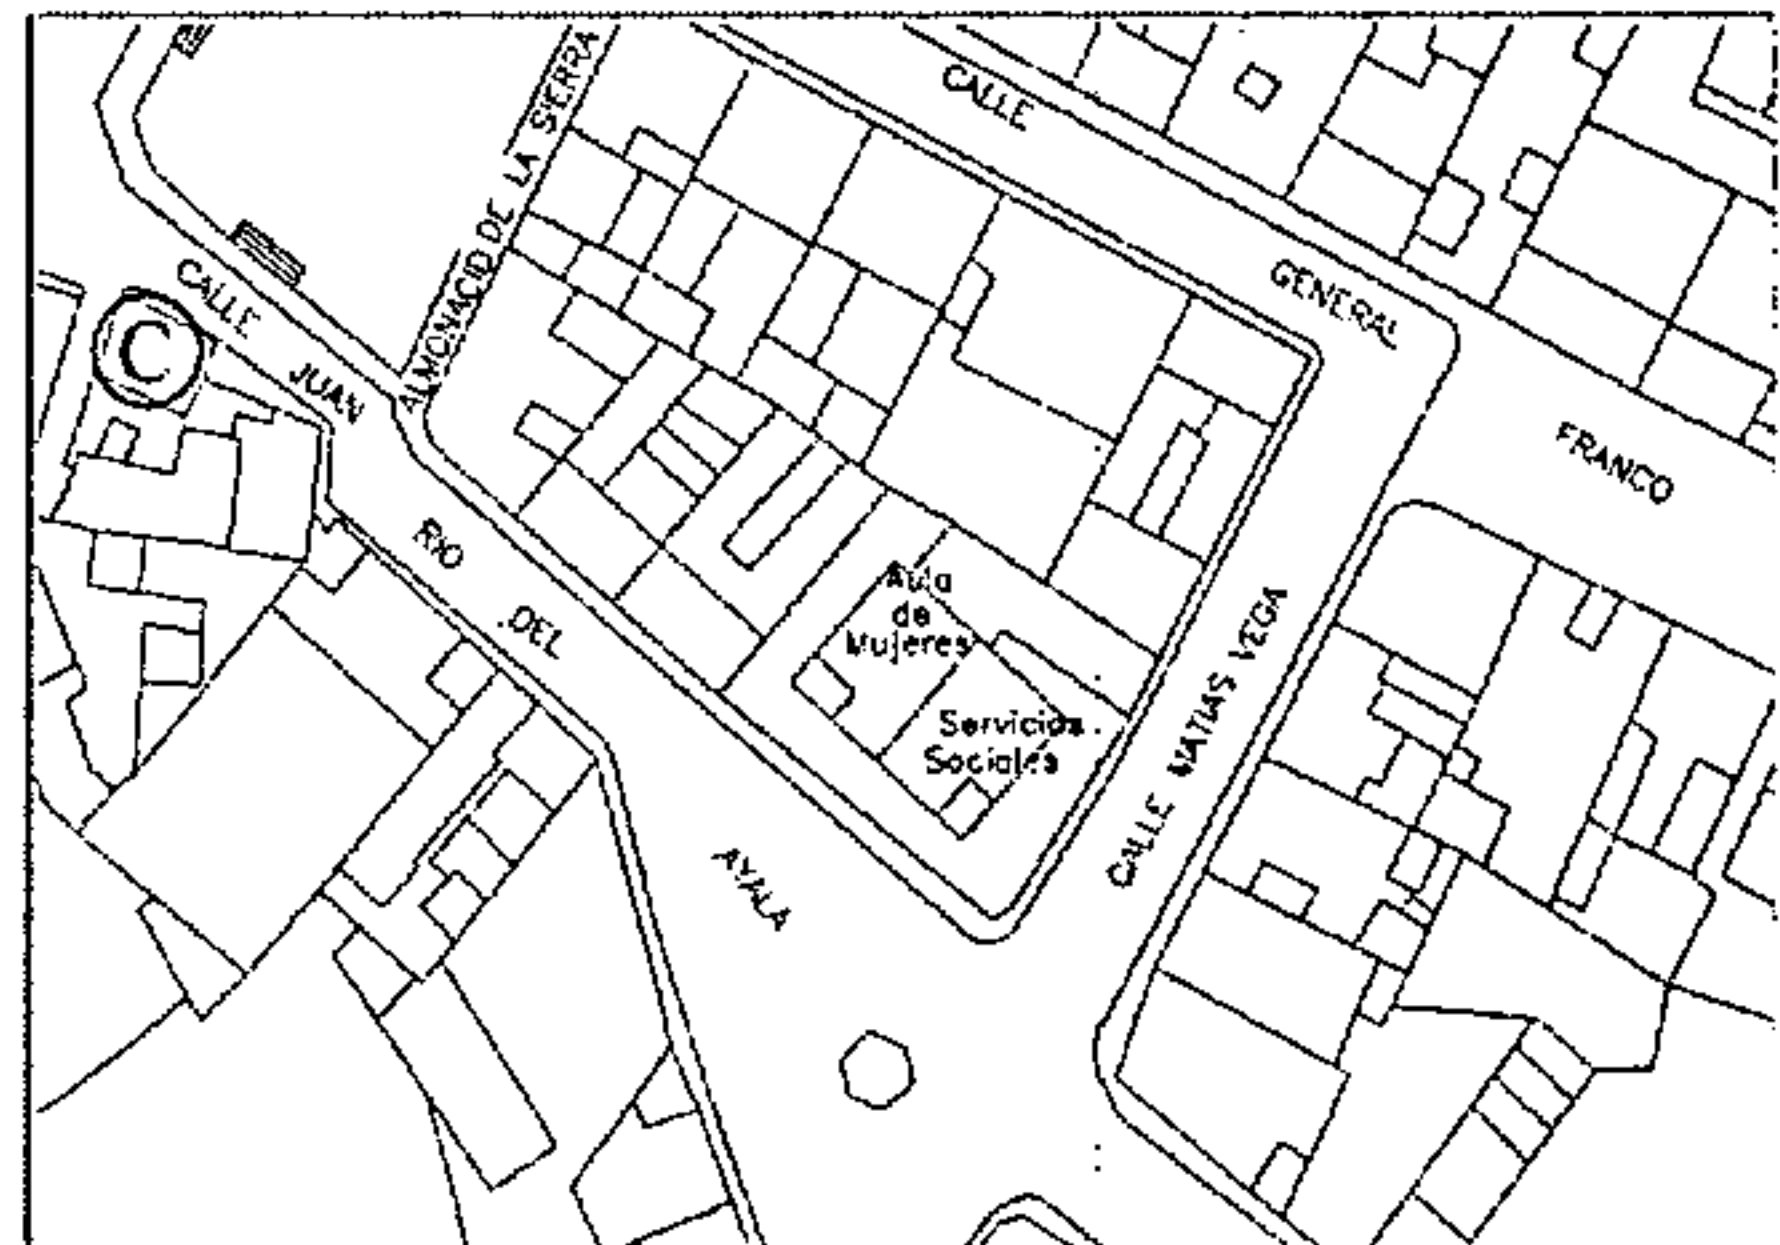 CALLE GENERAL FRANCO
ALMONACID DE LA SIERRA
C
CALLE JUAN RIO DEL AYALA
Aula
de
Mujeres
Servicios
Sociales
CALLE MATIAS VEGA